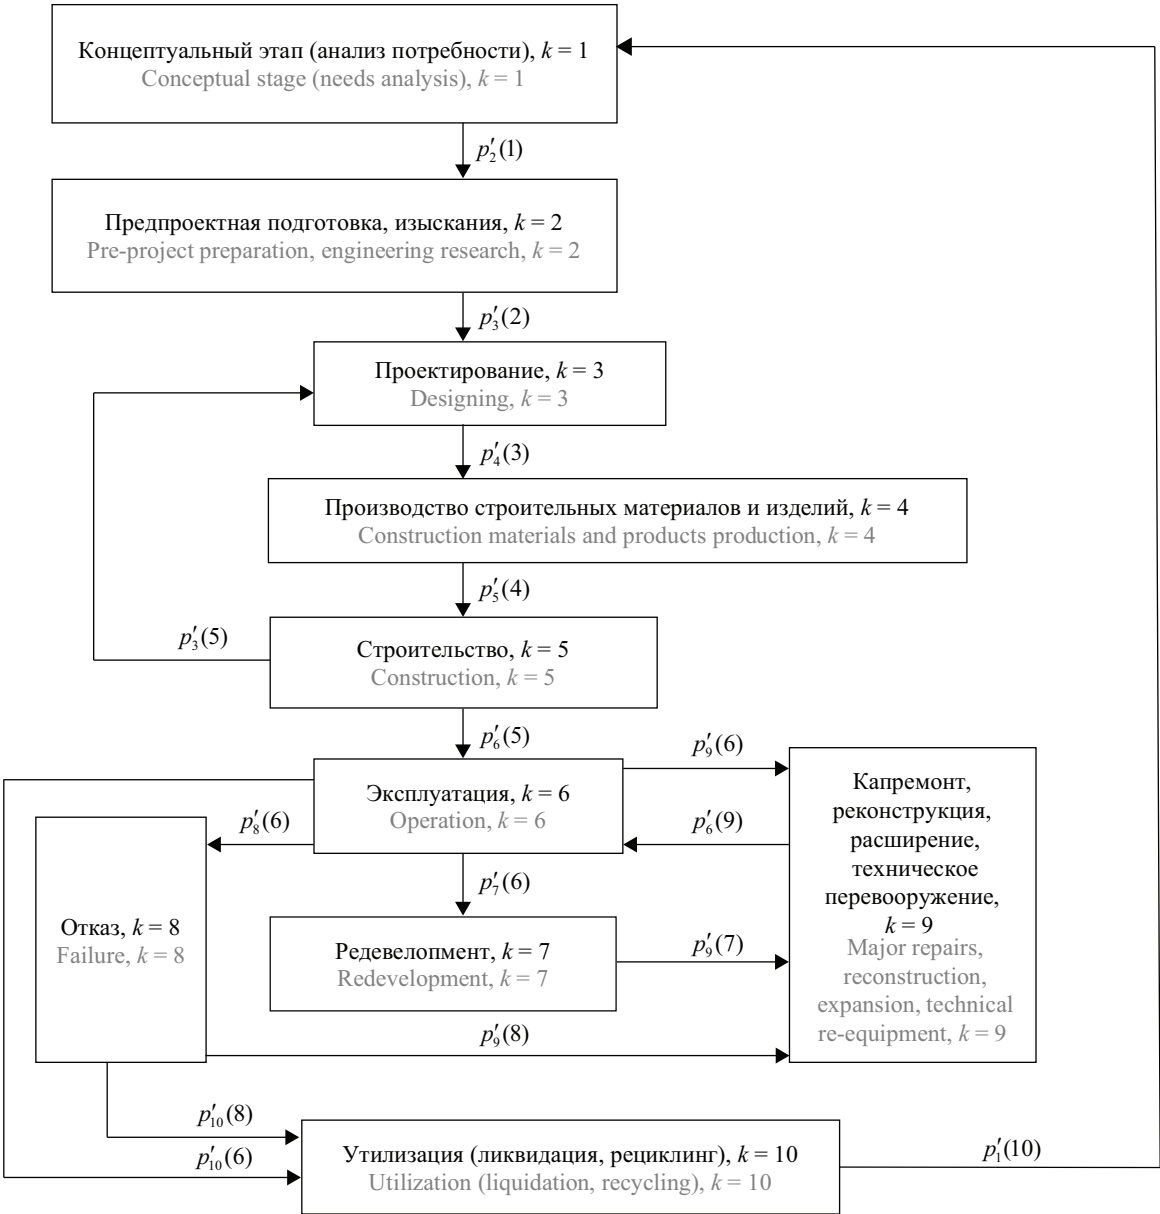 Концептуальный этап (анализ потребности), k = 1
Conceptual stage (needs analysis), k = 1
p′2(1)
Предпроектная подготовка, изыскания, k = 2
Pre-project preparation, engineering research, k = 2
p′3(2)
Проектирование, k = 3
Designing, k = 3
p′4(3)
Производство строительных материалов и изделий, k = 4
Construction materials and products production, k = 4
p′5(4)
p′3(5)
Строительство, k = 5
Construction, k = 5
p′6(5)
p′9(6)
Эксплуатация, k = 6
Operation, k = 6
p′8(6)
p′6(9)
Капремонт,
реконструкция,
расширение,
техническое
перевооружение,
k = 9
Major repairs,
reconstruction,
expansion, technical
re-equipment, k = 9
p′7(6)
Отказ, k = 8
Failure, k = 8
Редевелопмент, k = 7
Redevelopment, k = 7
p′9(7)
p′9(8)
p′10(8)
p′10(6)
Утилизация (ликвидация, рециклинг), k = 10
Utilization (liquidation, recycling), k = 10
p′1(10)